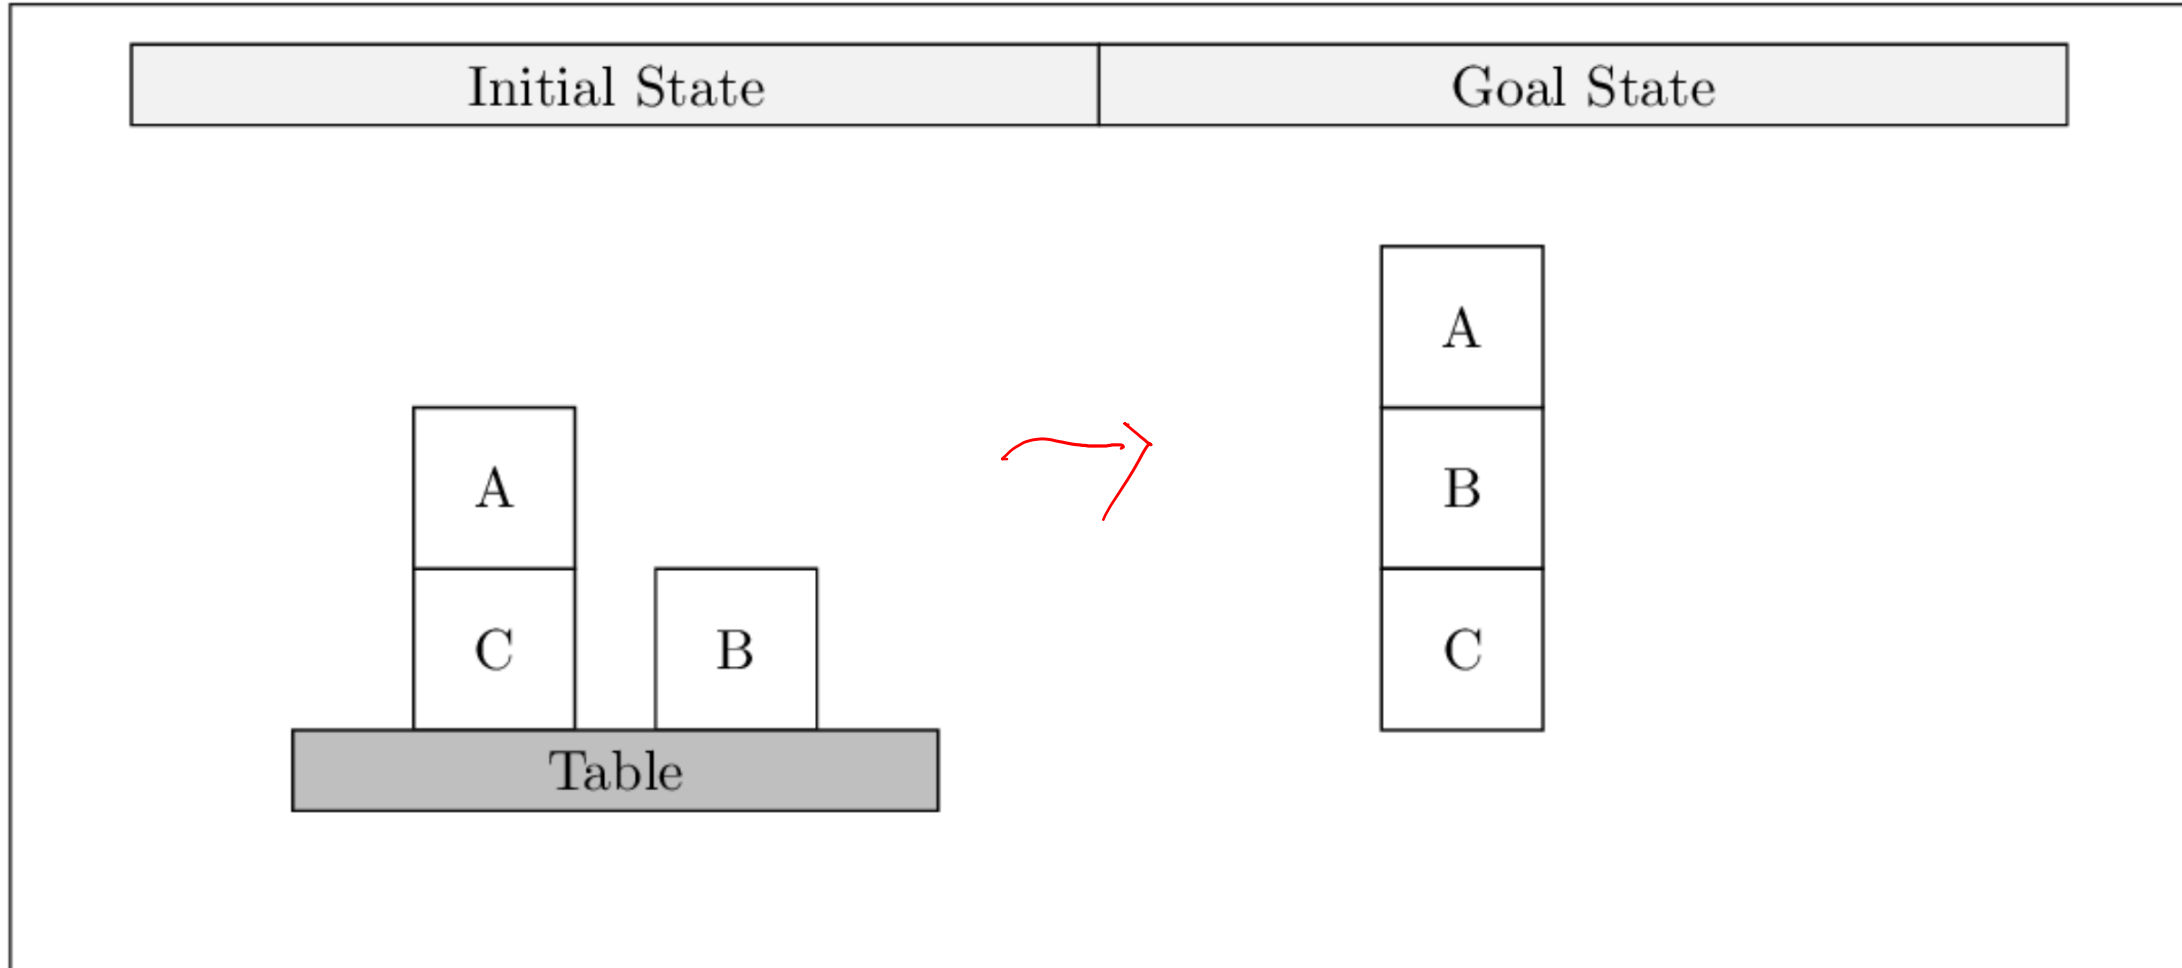 Initial State Goal State
A
A
B
C B C
Table